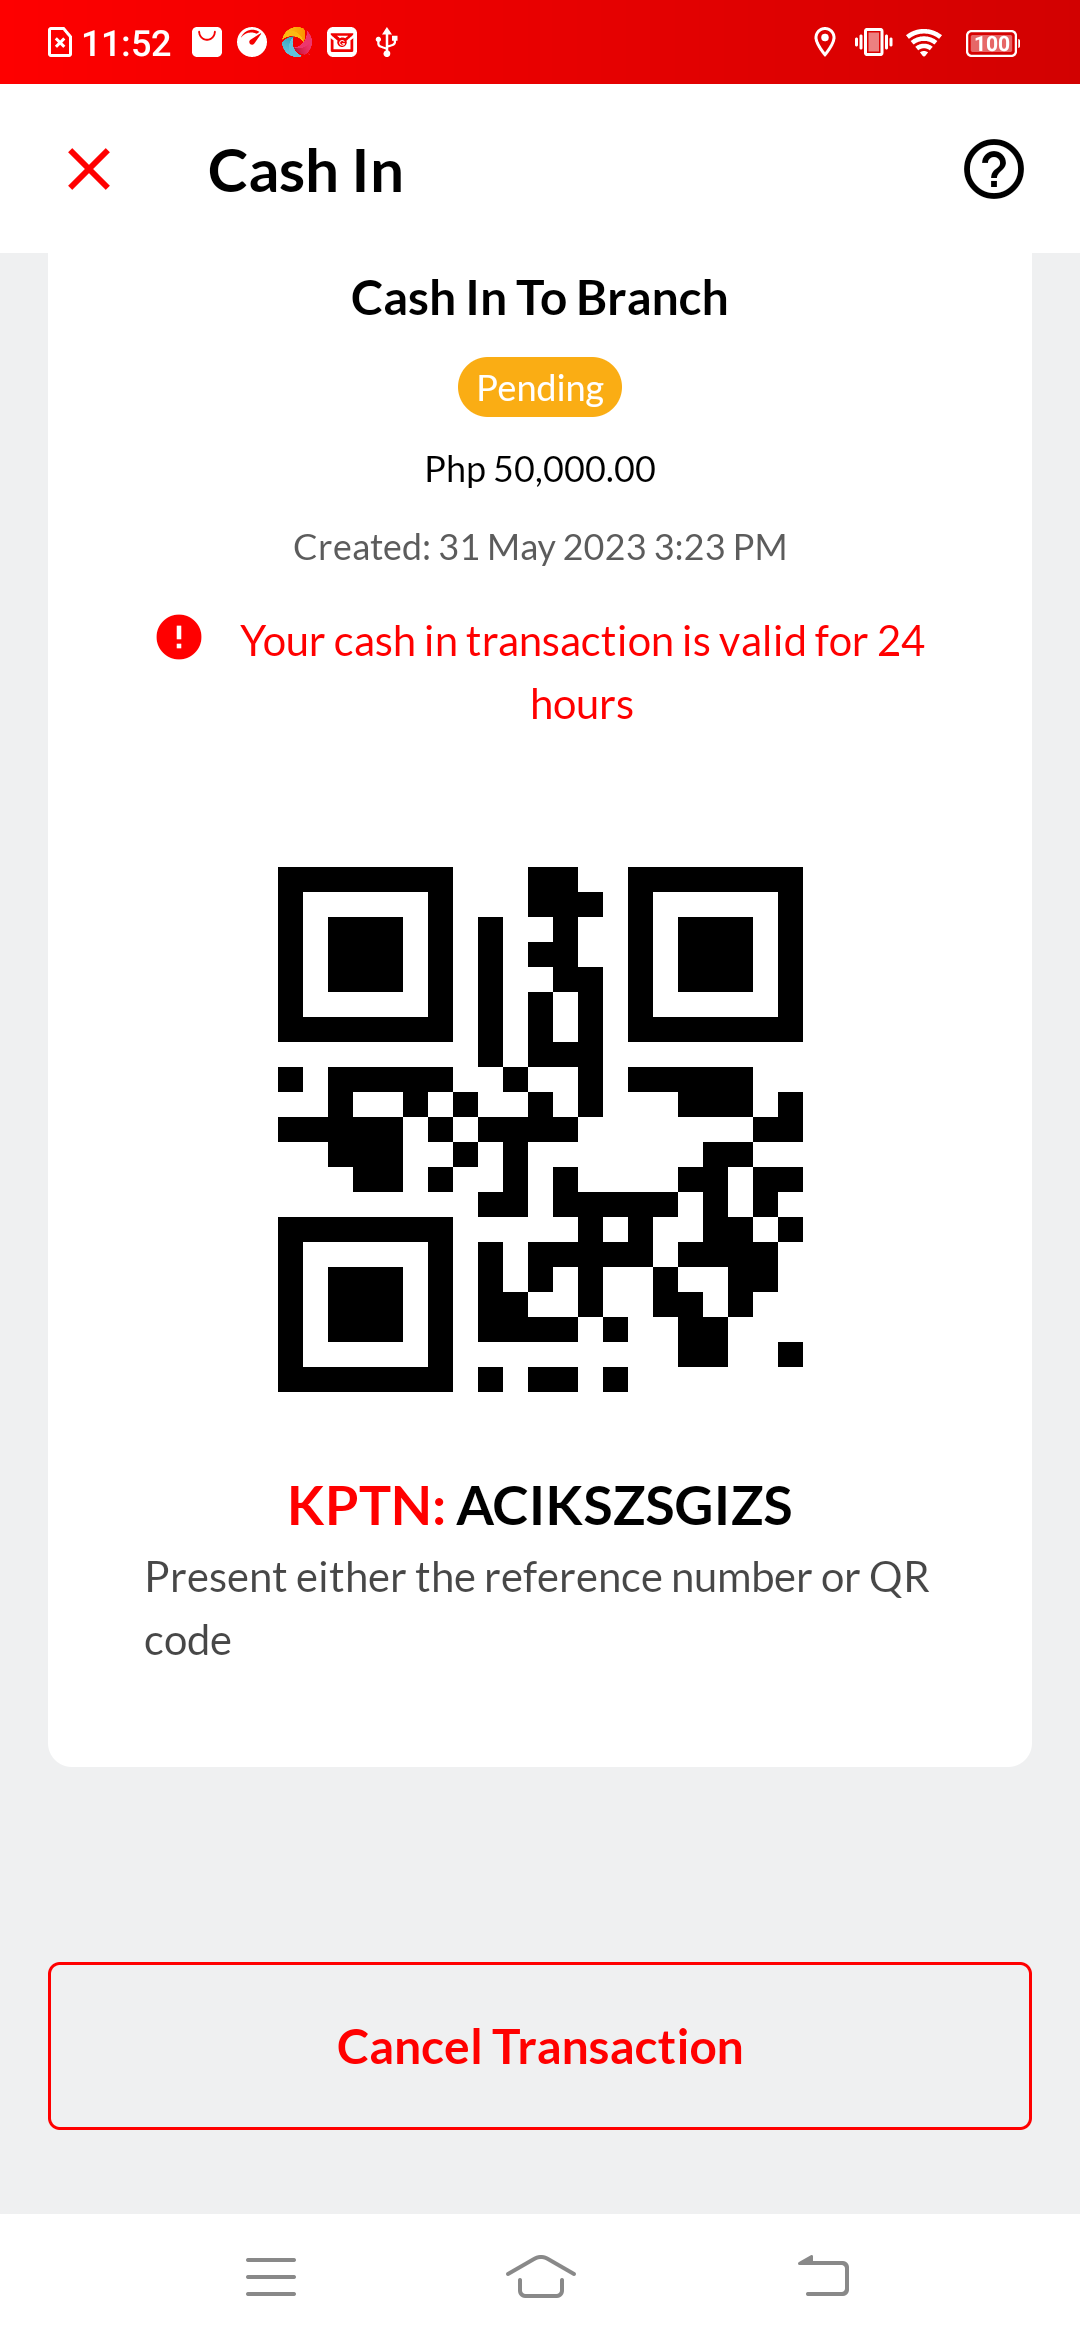 11:52
100
Cash In
Cash In To Branch
Pending
Php 50,000.00
Created: 31 May 2023 3:23 PM
Your cash in transaction is valid for 24
hours
KPTN: ACIKSZSGIZS
Present either the reference number or QR
code
Cancel Transaction